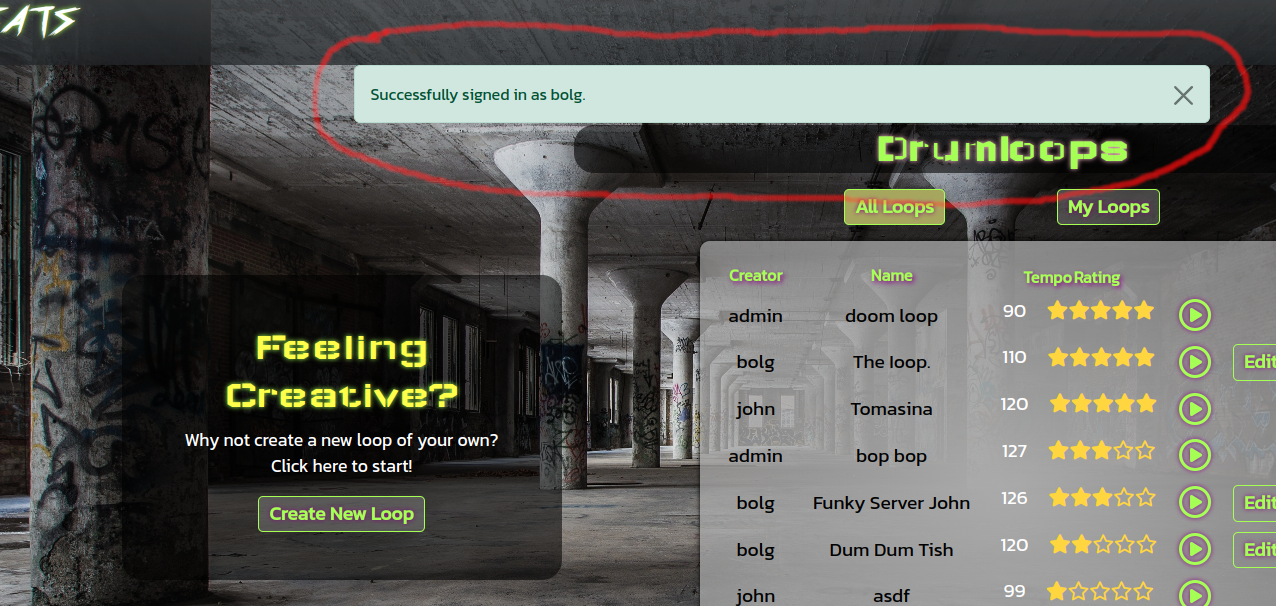 Successfully signed in as bolg.
Drumloops
All Loops My Loops
Creator Name Tempo Rating
admin doom loop 90
bolg The loop. 110 Edit
john Tomasina 120
admin bop bop 127
bolg Funky Server John 126 Edit
bolg Dum Dum Tish 120 Edit
john asdf 99
Feeling
Creative?
Why not create a new loop of your own?
Click here to start!
Create New Loop